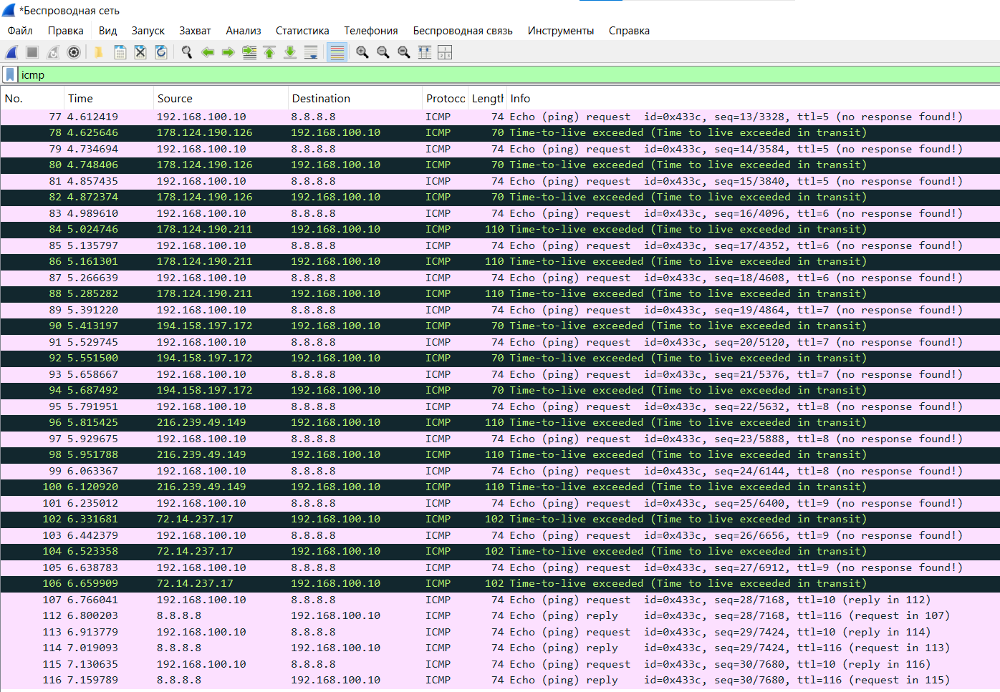 *Беспроводная сеть
Файл Правка Вид Запуск Захват Анализ Статистика Телефония Беспроводная связь Инструменты Справка
icmp
No. Time Source Destination Protocc Length Info
77 4.612419 192.168.100.10 8.8.8.8 ICMP 74 Echo (ping) request id=0x433c, seq=13/3328, ttl=5 (no response found!)
78 4.625646 178.124.190.126 192.168.100.10 ICMP 70 Time-to-live exceeded (Time to live exceeded in transit)
79 4.734694 192.168.100.10 8.8.8.8 ICMP 74 Echo (ping) request id=0x433c, seq=14/3584, ttl=5 (no response found!)
80 4.748406 178.124.190.126 192.168.100.10 ICMP 70 Time-to-live exceeded (Time to live exceeded in transit)
81 4.857435 192.168.100.10 8.8.8.8 ICMP 74 Echo (ping) request id=0x433c, seq=15/3840, ttl=5 (no response found!)
82 4.872374 178.124.190.126 192.168.100.10 ICMP 70 Time-to-live exceeded (Time to live exceeded in transit)
83 4.989610 192.168.100.10 8.8.8.8 ICMP 74 Echo (ping) request id=0x433c, seq=16/4096, ttl=6 (no response found!)
84 5.024746 178.124.190.211 192.168.100.10 ICMP 110 Time-to-live exceeded (Time to live exceeded in transit)
85 5.135797 192.168.100.10 8.8.8.8 ICMP 74 Echo (ping) request id=0x433c, seq=17/4352, ttl=6 (no response found!)
86 5.161301 178.124.190.211 192.168.100.10 ICMP 110 Time-to-live exceeded (Time to live exceeded in transit)
87 5.266639 192.168.100.10 8.8.8.8 ICMP 74 Echo (ping) request id=0x433c, seq=18/4608, ttl=6 (no response found!)
88 5.285282 178.124.190.211 192.168.100.10 ICMP 110 Time-to-live exceeded (Time to live exceeded in transit)
89 5.391220 192.168.100.10 8.8.8.8 ICMP 74 Echo (ping) request id=0x433c, seq=19/4864, ttl=7 (no response found!)
90 5.413197 194.158.197.172 192.168.100.10 ICMP 70 Time-to-live exceeded (Time to live exceeded in transit)
91 5.529745 192.168.100.10 8.8.8.8 ICMP 74 Echo (ping) request id=0x433c, seq=20/5120, ttl=7 (no response found!)
92 5.551500 194.158.197.172 192.168.100.10 ICMP 70 Time-to-live exceeded (Time to live exceeded in transit)
93 5.658667 192.168.100.10 8.8.8.8 ICMP 74 Echo (ping) request id=0x433c, seq=21/5376, ttl=7 (no response found!)
94 5.687492 194.158.197.172 192.168.100.10 ICMP 70 Time-to-live exceeded (Time to live exceeded in transit)
95 5.791951 192.168.100.10 8.8.8.8 ICMP 74 Echo (ping) request id=0x433c, seq=22/5632, ttl=8 (no response found!)
96 5.815425 216.239.49.149 192.168.100.10 ICMP 110 Time-to-live exceeded (Time to live exceeded in transit)
97 5.929675 192.168.100.10 8.8.8.8 ICMP 74 Echo (ping) request id=0x433c, seq=23/5888, ttl=8 (no response found!)
98 5.951788 216.239.49.149 192.168.100.10 ICMP 110 Time-to-live exceeded (Time to live exceeded in transit)
99 6.063367 192.168.100.10 8.8.8.8 ICMP 74 Echo (ping) request id=0x433c, seq=24/6144, ttl=8 (no response found!)
100 6.120920 216.239.49.149 192.168.100.10 ICMP 110 Time-to-live exceeded (Time to live exceeded in transit)
101 6.235012 192.168.100.10 8.8.8.8 ICMP 74 Echo (ping) request id=0x433c, seq=25/6400, ttl=9 (no response found!)
102 6.331681 72.14.237.17 192.168.100.10 ICMP 102 Time-to-live exceeded (Time to live exceeded in transit)
103 6.442379 192.168.100.10 8.8.8.8 ICMP 74 Echo (ping) request id=0x433c, seq=26/6656, ttl=9 (no response found!)
104 6.523358 72.14.237.17 192.168.100.10 ICMP 102 Time-to-live exceeded (Time to live exceeded in transit)
105 6.638783 192.168.100.10 8.8.8.8 ICMP 74 Echo (ping) request id=0x433c, seq=27/6912, ttl=9 (no response found!)
106 6.659909 72.14.237.17 192.168.100.10 ICMP 102 Time-to-live exceeded (Time to live exceeded in transit)
107 6.766041 192.168.100.10 8.8.8.8 ICMP 74 Echo (ping) request id=0x433c, seq=28/7168, ttl=10 (reply in 112)
112 6.800203 8.8.8.8 192.168.100.10 ICMP 74 Echo (ping) reply id=0x433c, seq=28/7168, ttl=116 (request in 107)
113 6.913779 192.168.100.10 8.8.8.8 ICMP 74 Echo (ping) request id=0x433c, seq=29/7424, ttl=10 (reply in 114)
114 7.019093 8.8.8.8 192.168.100.10 ICMP 74 Echo (ping) reply id=0x433c, seq=29/7424, ttl=116 (request in 113)
115 7.130635 192.168.100.10 8.8.8.8 ICMP 74 Echo (ping) request id=0x433c, seq=30/7680, ttl=10 (reply in 116)
116 7.159789 8.8.8.8 192.168.100.10 ICMP 74 Echo (ping) reply id=0x433c, seq=30/7680, ttl=116 (request in 115)